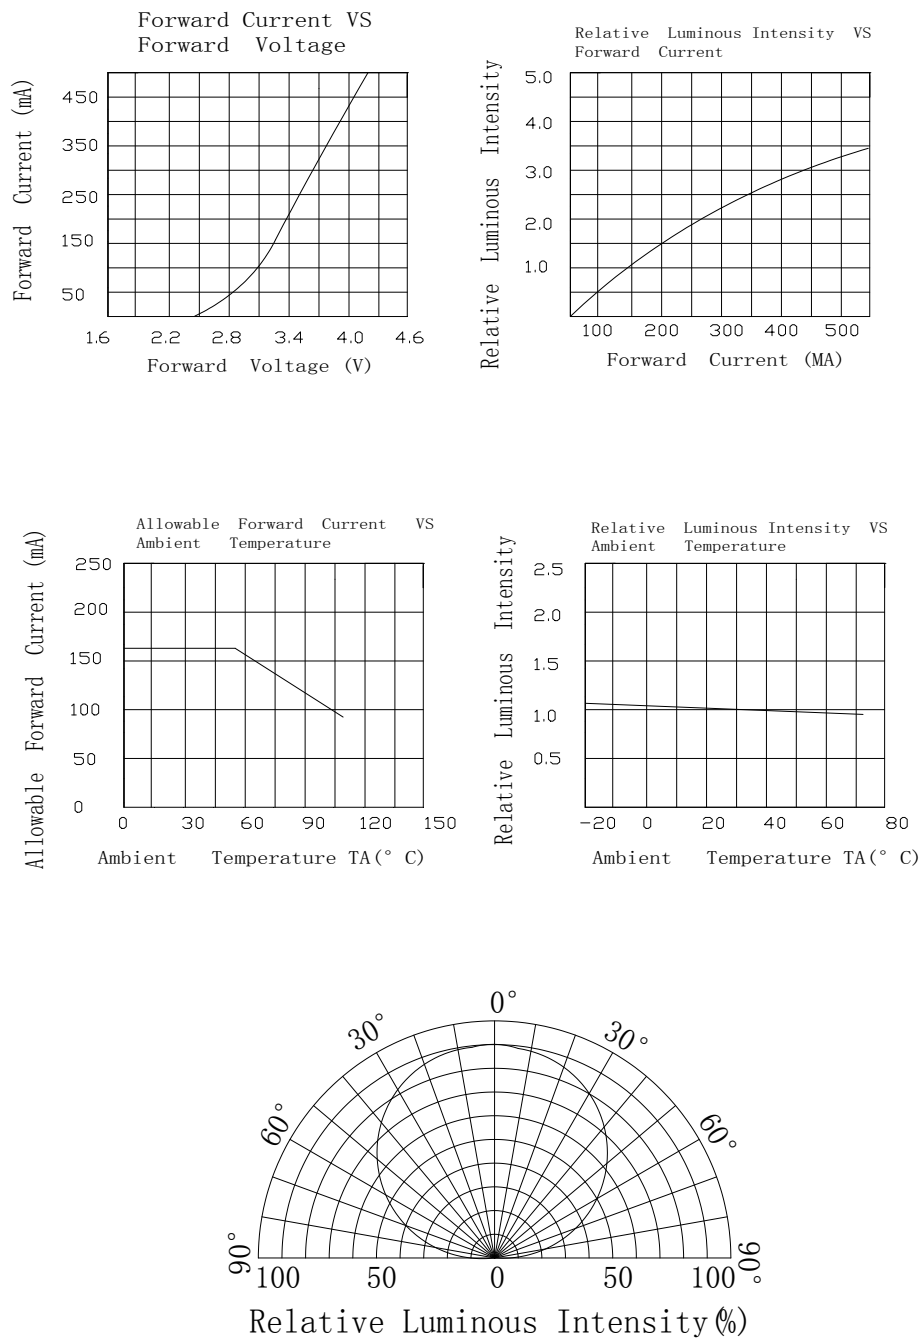 Forward Current VS
Forward Voltage
Forward Current (mA)
450
350
250
150
50
1.6 2.2 2.8 3.4 4.0 4.6
Forward Voltage (V)
Relative Luminous Intensity VS
Forward Current
Relative Luminous Intensity
5.0
4.0
3.0
2.0
1.0
100 200 300 400 500
Forward Current (MA)
Allowable Forward Current VS
Ambient Temperature
Allowable Forward Current (mA)
250
200
150
100
50
0
0 30 60 90 120 150
Ambient Temperature TA(° C)
Relative Luminous Intensity VS
Ambient Temperature
Relative Luminous Intensity
2.5
2.0
1.5
1.0
0.5
-20 0 20 40 60 80
Ambient Temperature TA(° C)
0°
30° 30°
60° 60°
90° 90°
100 50 0 50 100
Relative Luminous Intensity(%)